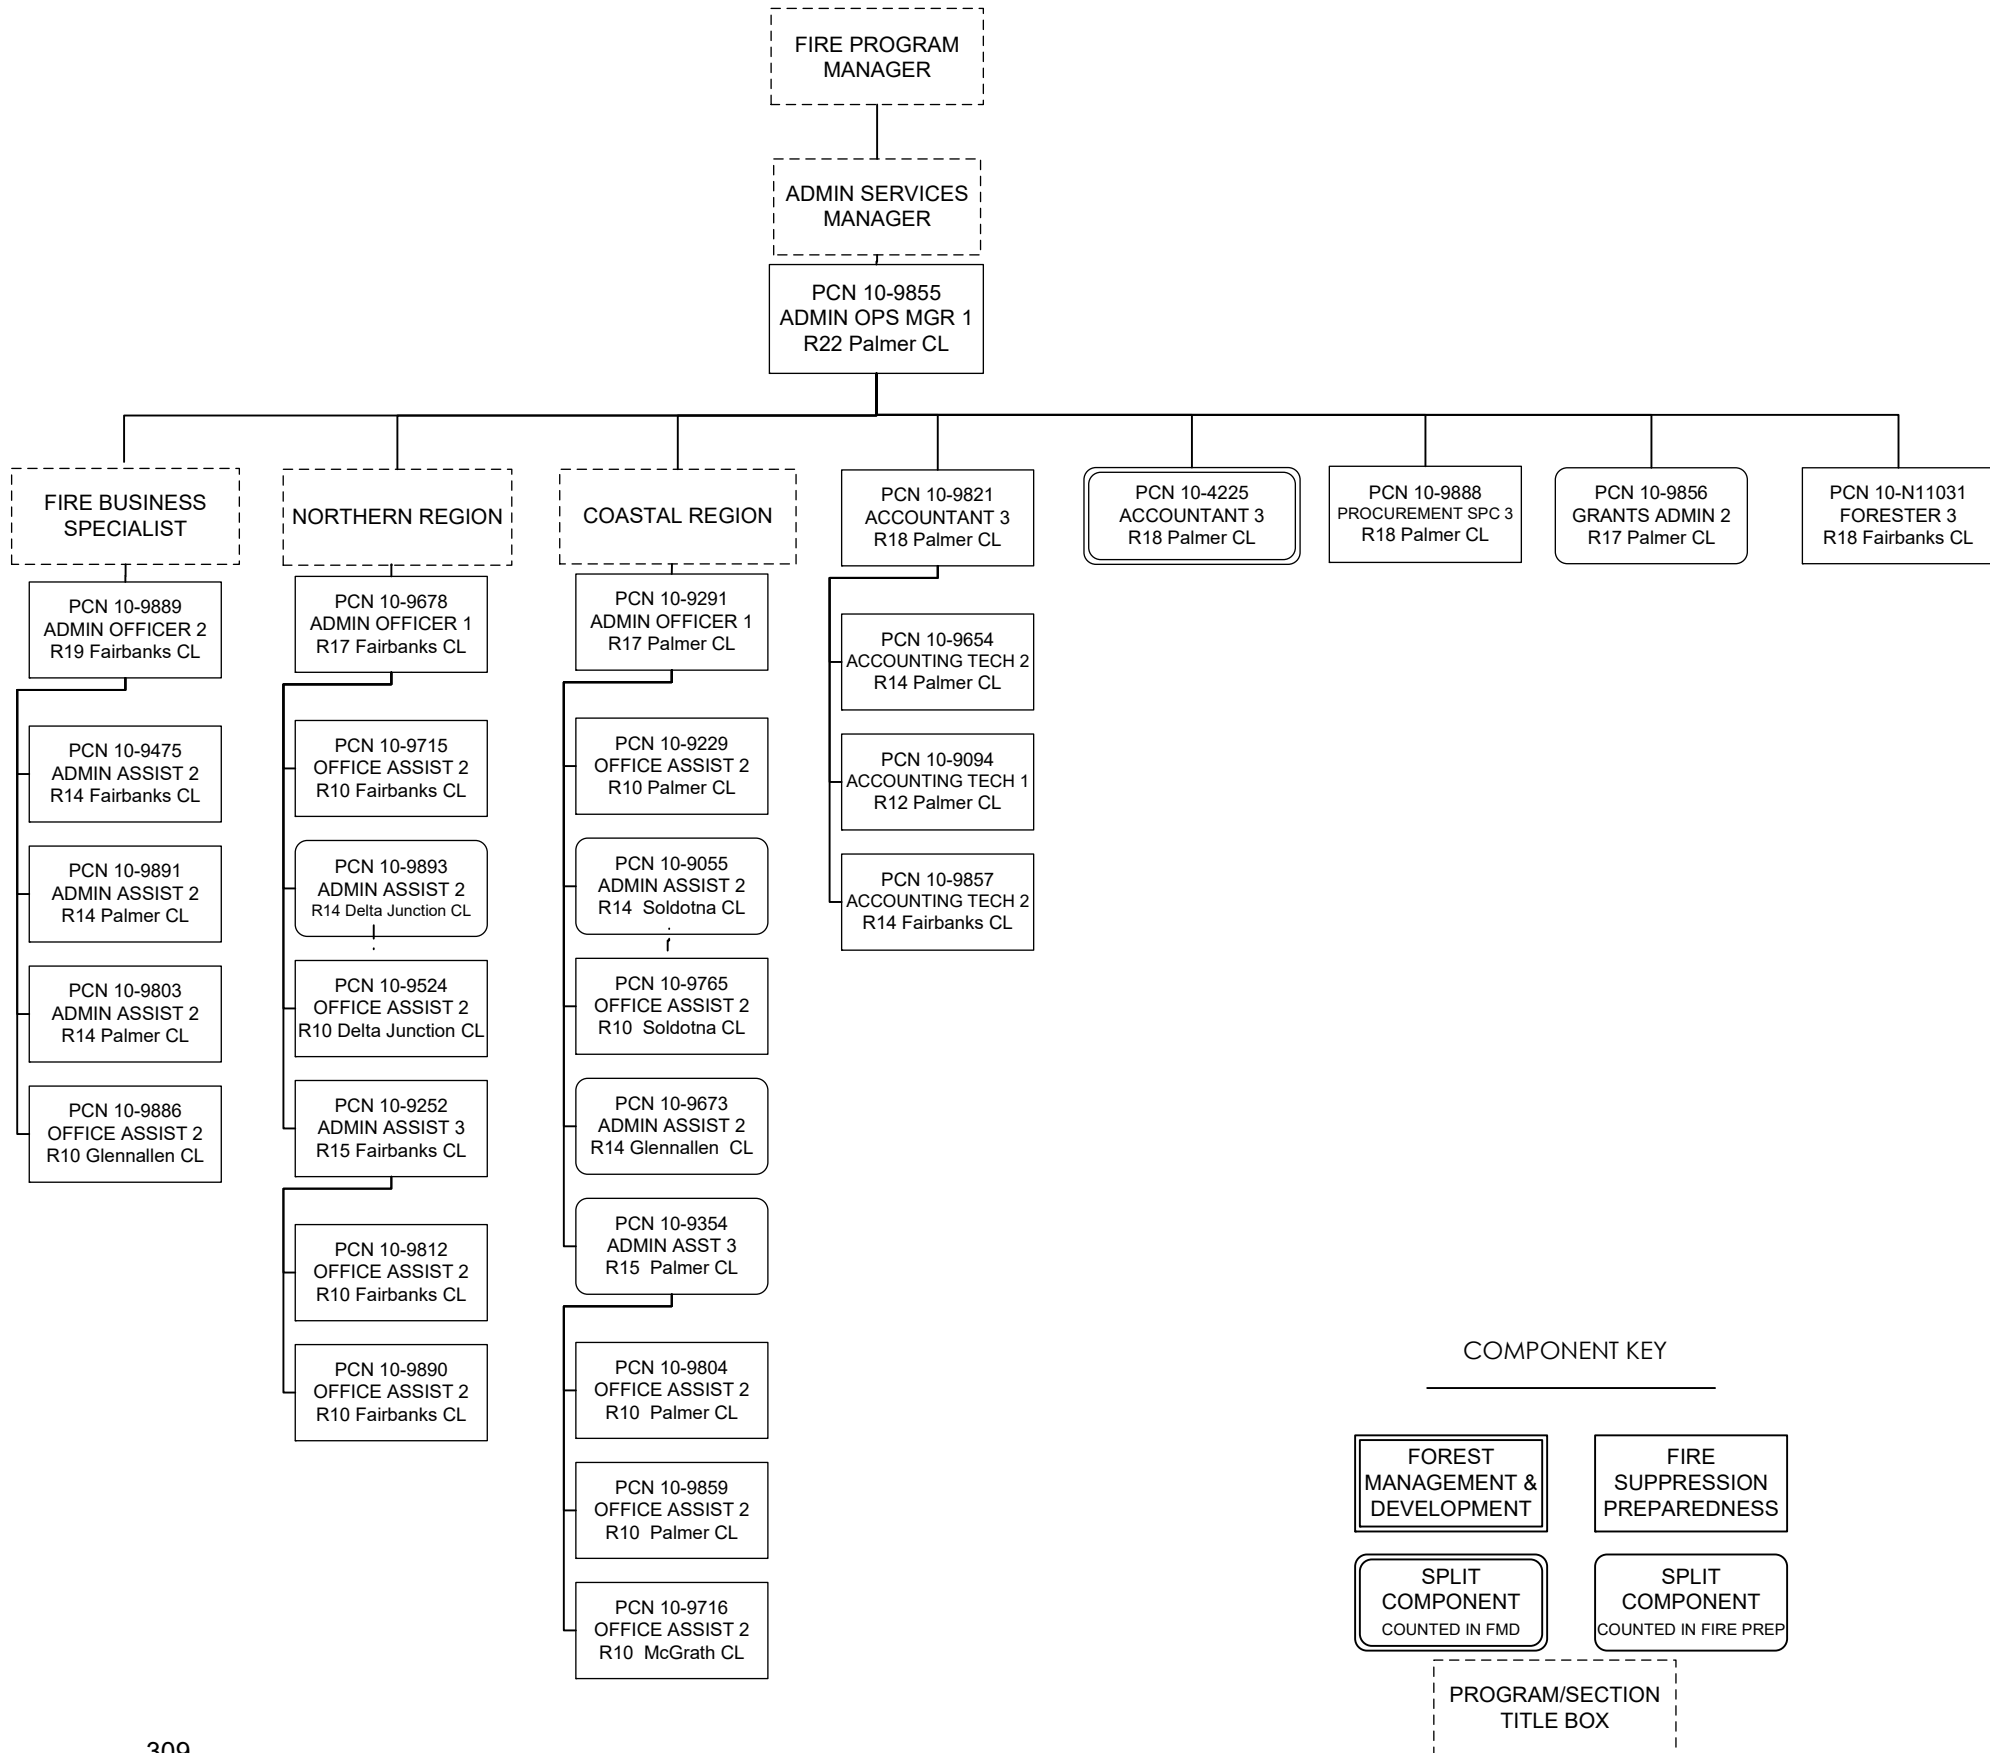 FIRE PROGRAM
MANAGER
ADMIN SERVICES
MANAGER
PCN 10-9855
ADMIN OPS MGR 1
R22 Palmer CL
FIRE BUSINESS
SPECIALIST
PCN 10-9889
ADMIN OFFICER 2
R19 Fairbanks CL
PCN 10-9475
ADMIN ASSIST 2
R14 Fairbanks CL
PCN 10-9891
ADMIN ASSIST 2
R14 Palmer CL
PCN 10-9803
ADMIN ASSIST 2
R14 Palmer CL
PCN 10-9886
OFFICE ASSIST 2
R10 Glennallen CL
NORTHERN REGION
PCN 10-9678
ADMIN OFFICER 1
R17 Fairbanks CL
PCN 10-9715
OFFICE ASSIST 2
R10 Fairbanks CL
PCN 10-9893
ADMIN ASSIST 2
R14 Delta Junction CL
PCN 10-9524
OFFICE ASSIST 2
R10 Delta Junction CL
PCN 10-9252
ADMIN ASSIST 3
R15 Fairbanks CL
PCN 10-9812
OFFICE ASSIST 2
R10 Fairbanks CL
PCN 10-9890
OFFICE ASSIST 2
R10 Fairbanks CL
COASTAL REGION
PCN 10-9291
ADMIN OFFICER 1
R17 Palmer CL
PCN 10-9229
OFFICE ASSIST 2
R10 Palmer CL
PCN 10-9055
ADMIN ASSIST 2
R14  Soldotna CL
PCN 10-9765
OFFICE ASSIST 2
R10  Soldotna CL
PCN 10-9673
ADMIN ASSIST 2
R14 Glennallen  CL
PCN 10-9354
ADMIN ASST 3
R15  Palmer CL
PCN 10-9804
OFFICE ASSIST 2
R10  Palmer CL
PCN 10-9859
OFFICE ASSIST 2
R10  Palmer CL
PCN 10-9716
OFFICE ASSIST 2
R10  McGrath CL
PCN 10-9821
ACCOUNTANT 3
R18 Palmer CL
PCN 10-9654
ACCOUNTING TECH 2
R14 Palmer CL
PCN 10-9094
ACCOUNTING TECH 1
R12 Palmer CL
PCN 10-9857
ACCOUNTING TECH 2
R14 Fairbanks CL
PCN 10-4225
ACCOUNTANT 3
R18 Palmer CL
PCN 10-9888
PROCUREMENT SPC 3
R18 Palmer CL
PCN 10-9856
GRANTS ADMIN 2
R17 Palmer CL
PCN 10-N11031
FORESTER 3
R18 Fairbanks CL
COMPONENT KEY
FOREST
MANAGEMENT &
DEVELOPMENT
FIRE
SUPPRESSION
PREPAREDNESS
SPLIT
COMPONENT
COUNTED IN FMD
SPLIT
COMPONENT
COUNTED IN FIRE PREP
PROGRAM/SECTION
TITLE BOX
309